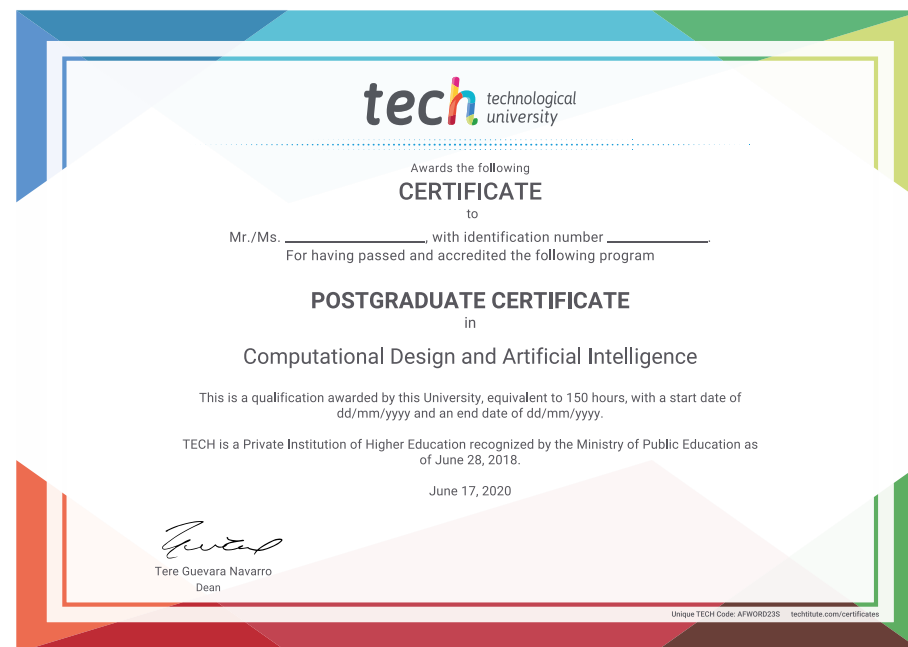 tech technological
university
Awards the following
CERTIFICATE
to
Mr./Ms. ____________________, with identification number ______________.
For having passed and accredited the following program
POSTGRADUATE CERTIFICATE
in
Computational Design and Artificial Intelligence
This is a qualification awarded by this University, equivalent to 150 hours, with a start date of
dd/mm/yyyy and an end date of dd/mm/yyyy.
TECH is a Private Institution of Higher Education recognized by the Ministry of Public Education as
of June 28, 2018.
June 17, 2020
Tere Guevara Navarro
Dean
Unique TECH Code: AFWORD23S techtitute.com/certificates